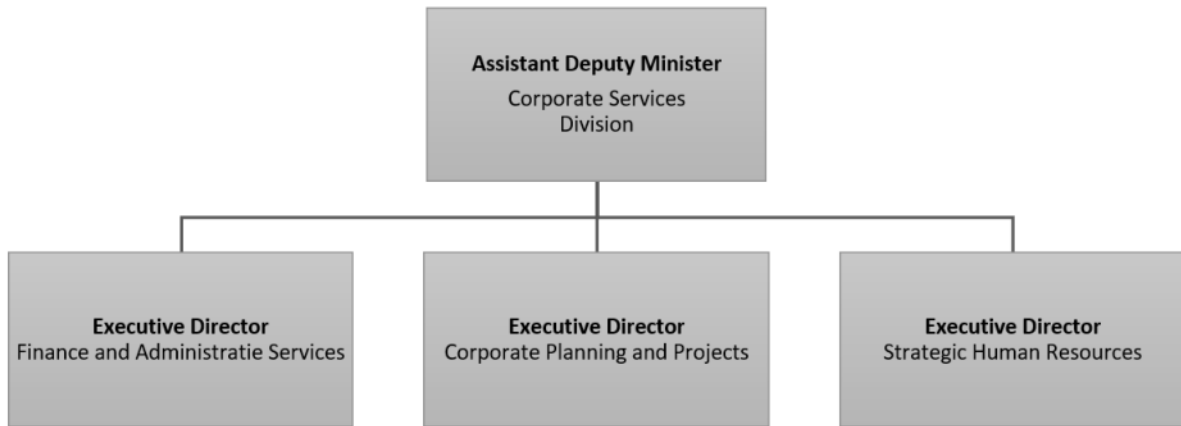 Assistant Deputy Minister
Corporate Services
Division
Executive Director
Finance and Administratie Services
Executive Director
Corporate Planning and Projects
Executive Director
Strategic Human Resources